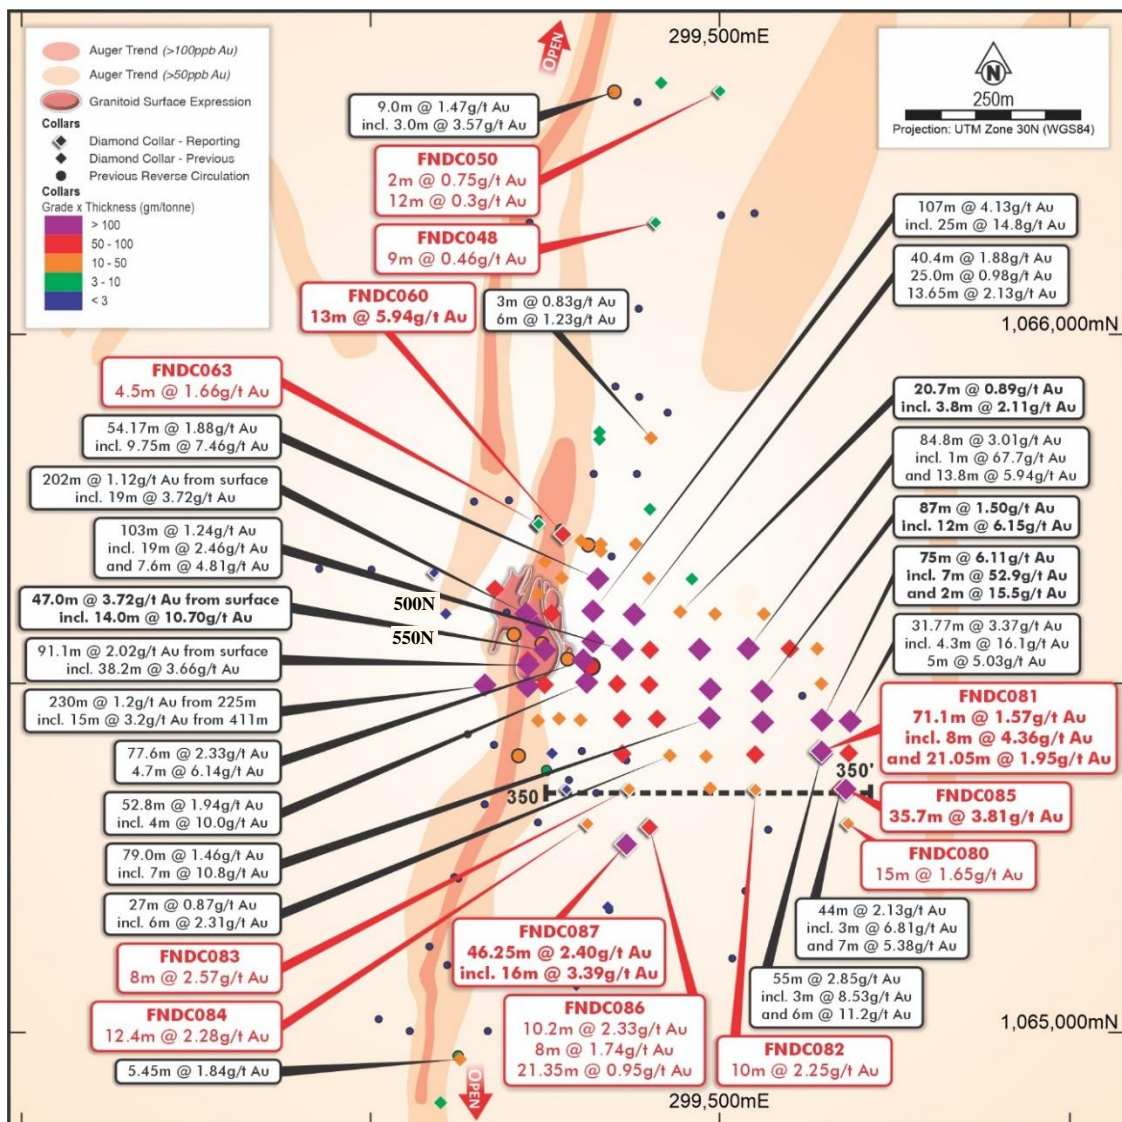 299,500mE
Auger Trend (>100ppb Au)
Auger Trend (>50ppb Au)
Granitoid Surface Expression
Collars
Diamond Collar - Reporting
Diamond Collar - Previous
Previous Reverse Circulation
Collars
Grade x Thickness (gm/tonne)
> 100
50 - 100
10 - 50
3 - 10
< 3
OPEN
N
250m
Projection: UTM Zone 30N (WGS84)
9.0m @ 1.47g/t Au
incl. 3.0m @ 3.57g/t Au
FNDC050
2m @ 0.75g/t Au
12m @ 0.3g/t Au
FNDC048
9m @ 0.46g/t Au
FNDC060
13m @ 5.94g/t Au
3m @ 0.83g/t Au
6m @ 1.23g/t Au
107m @ 4.13g/t Au
incl. 25m @ 14.8g/t Au
40.4m @ 1.88g/t Au
25.0m @ 0.98g/t Au
13.65m @ 2.13g/t Au
1,066,000mN
FNDC063
4.5m @ 1.66g/t Au
54.17m @ 1.88g/t Au
incl. 9.75m @ 7.46g/t Au
202m @ 1.12g/t Au from surface
incl. 19m @ 3.72g/t Au
103m @ 1.24g/t Au
incl. 19m @ 2.46g/t Au
and 7.6m @ 4.81g/t Au
47.0m @ 3.72g/t Au from surface
incl. 14.0m @ 10.70g/t Au
91.1m @ 2.02g/t Au from surface
incl. 38.2m @ 3.66g/t Au
230m @ 1.2g/t Au from 225m
incl. 15m @ 3.2g/t Au from 411m
77.6m @ 2.33g/t Au
4.7m @ 6.14g/t Au
52.8m @ 1.94g/t Au
incl. 4m @ 10.0g/t Au
79.0m @ 1.46g/t Au
incl. 7m @ 10.8g/t Au
27m @ 0.87g/t Au
incl. 6m @ 2.31g/t Au
FNDC083
8m @ 2.57g/t Au
FNDC084
12.4m @ 2.28g/t Au
5.45m @ 1.84g/t Au
500N
550N
20.7m @ 0.89g/t Au
incl. 3.8m @ 2.11g/t Au
84.8m @ 3.01g/t Au
incl. 1m @ 67.7g/t Au
and 13.8m @ 5.94g/t Au
87m @ 1.50g/t Au
incl. 12m @ 6.15g/t Au
75m @ 6.11g/t Au
incl. 7m @ 52.9g/t Au
and 2m @ 15.5g/t Au
31.77m @ 3.37g/t Au
incl. 4.3m @ 16.1g/t Au
5m @ 5.03g/t Au
FNDC081
71.1m @ 1.57g/t Au
incl. 8m @ 4.36g/t Au
and 21.05m @ 1.95g/t Au
350
350'
FNDC085
35.7m @ 3.81g/t Au
FNDC080
15m @ 1.65g/t Au
44m @ 2.13g/t Au
incl. 3m @ 6.81g/t Au
and 7m @ 5.38g/t Au
55m @ 2.85g/t Au
incl. 3m @ 8.53g/t Au
and 6m @ 11.2g/t Au
FNDC087
46.25m @ 2.40g/t Au
incl. 16m @ 3.39g/t Au
FNDC086
10.2m @ 2.33g/t Au
8m @ 1.74g/t Au
21.35m @ 0.95g/t Au
FNDC082
10m @ 2.25g/t Au
1,065,000mN
OPEN
299,500mE